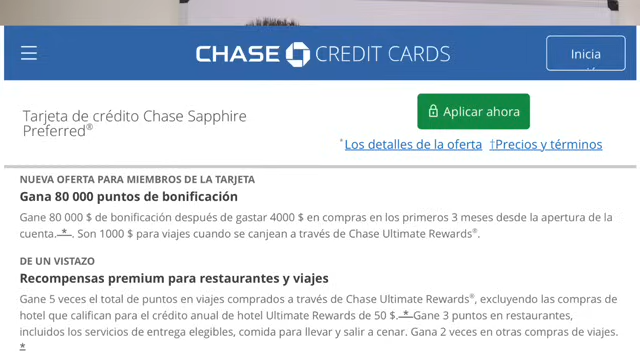 CHASE CREDIT CARDS
Inicia
Tarjeta de crédito Chase Sapphire
Preferred®
Aplicar ahora
*Los detalles de la oferta †Precios y términos
NUEVA OFERTA PARA MIEMBROS DE LA TARJETA
Gana 80 000 puntos de bonificación
Gane 80 000 $ de bonificación después de gastar 4000 $ en compras en los primeros 3 meses desde la apertura de la
cuenta.*. Son 1000 $ para viajes cuando se canjean a través de Chase Ultimate Rewards®.
DE UN VISTAZO
Recompensas premium para restaurantes y viajes
Gane 5 veces el total de puntos en viajes comprados a través de Chase Ultimate Rewards®, excluyendo las compras de
hotel que califican para el crédito anual de hotel Ultimate Rewards de 50 $.* Gane 3 puntos en restaurantes,
incluidos los servicios de entrega elegibles, comida para llevar y salir a cenar. Gana 2 veces en otras compras de viajes.
*